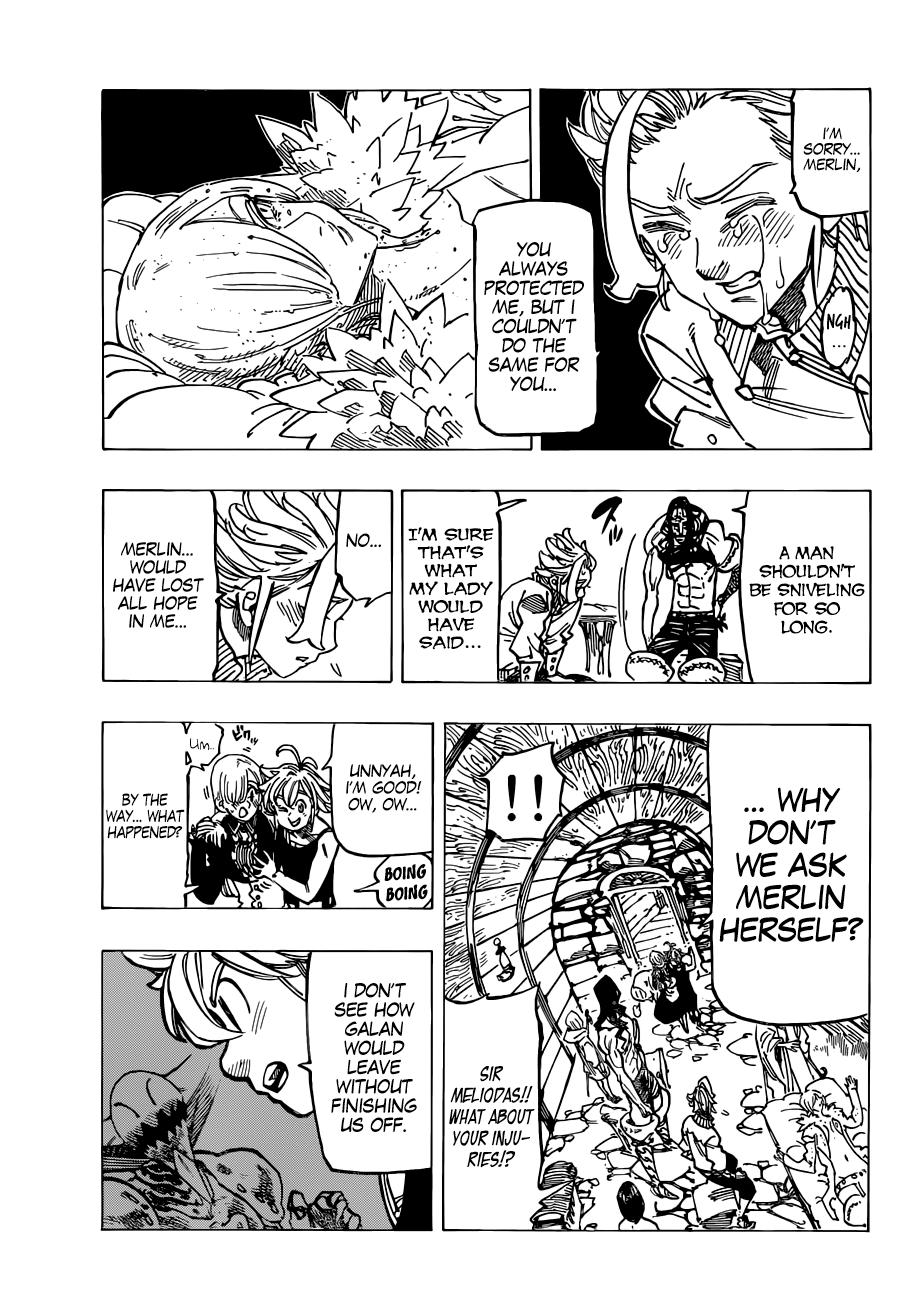 I'M
SORRY...
MERLIN,
NGH
...
YOU
ALWAYS
PROTECTED
ME, BUT I
COULDN'T
DO THE
SAME FOR
YOU...
A MAN
SHOULDN'T
BE SNIVELING
FOR SO
LONG.
ズ
I'M SURE
THAT'S
WHAT
MY LADY
WOULD
HAVE
SAID...
NO...
MERLIN...
WOULD
HAVE LOST
ALL HOPE
IN ME...
... WHY
DON'T
WE ASK
MERLIN
HERSELF?
!!
SIR
MELIODAS!!
WHAT ABOUT
YOUR INJU-
RIES!?
UNNYAH,
I'M GOOD!
OW, OW...
BOING
BOING
UM..
BY THE
WAY... WHAT
HAPPENED?
I DON'T
SEE HOW
GALAN
WOULD
LEAVE
WITHOUT
FINISHING
US OFF.